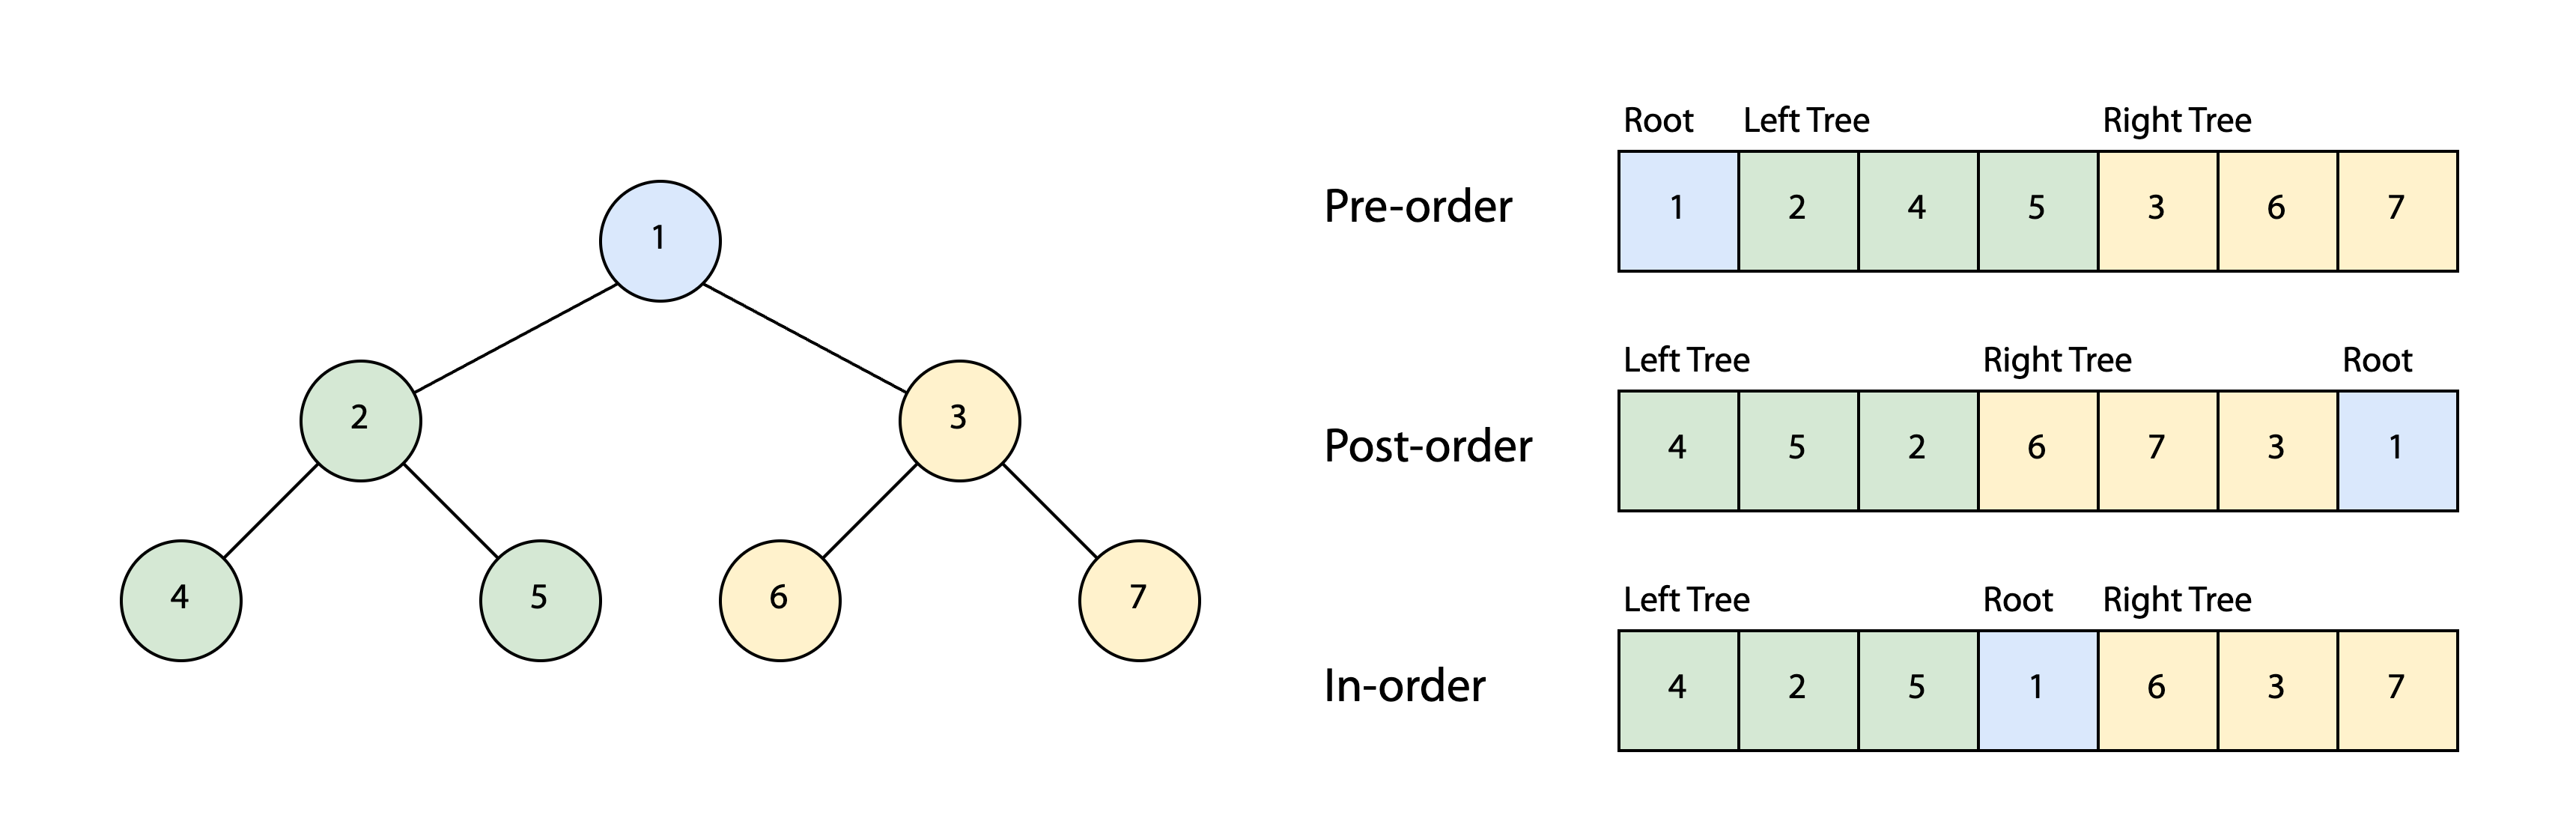 1
2
3
4
5
6
7
Root Left Tree Right Tree
Pre-order 1 2 4 5 3 6 7
Left Tree Right Tree Root
Post-order 4 5 2 6 7 3 1
Left Tree Root Right Tree
In-order 4 2 5 1 6 3 7